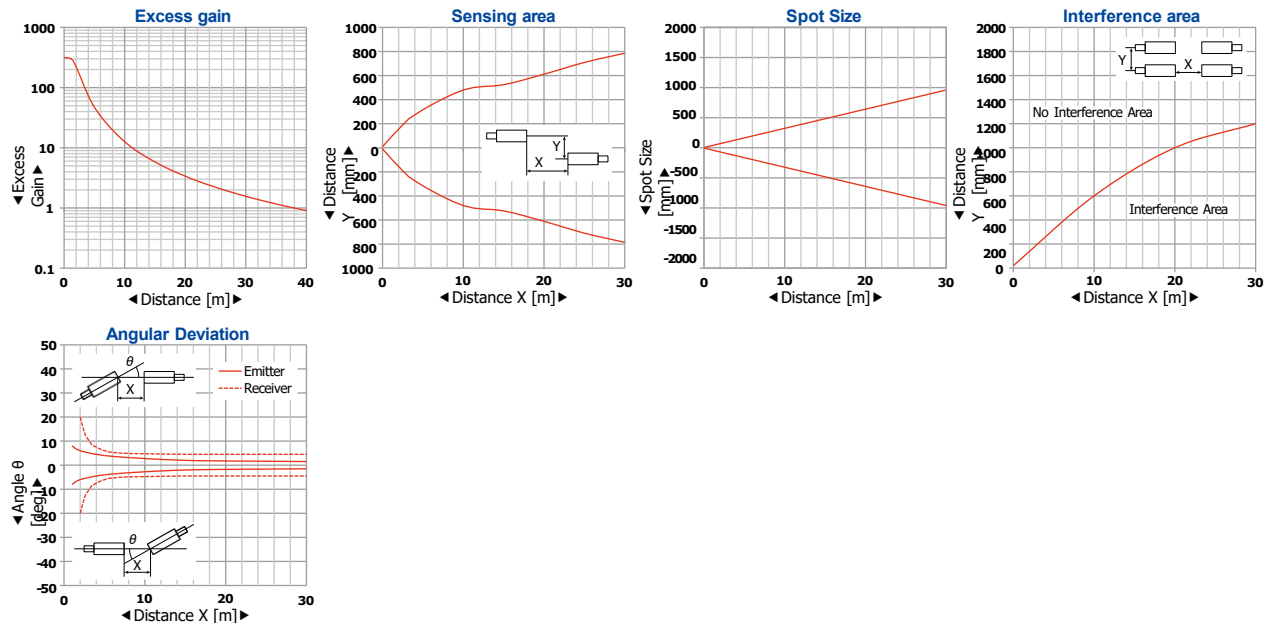 Excess gain
1000
100
10
1
0.1
◄Excess
Gain►
0 10 20 30 40
◄Distance [m]►
Sensing area
1000
800
600
400
200
0
200
400
600
800
1000
◄Distance
Y [mm]►
Y
X
0 10 20 30
◄Distance X [m]►
Spot Size
2000
1500
1000
500
0
-500
-1000
-1500
-2000
◄Spot Size
[mm]►
0 10 20 30
◄Distance [m]►
Interference area
2000
1800
1600
1400
1200
1000
800
600
400
200
0
◄Distance
Y [mm]►
Y
X
No Interference Area
Interference Area
0 10 20 30
◄Distance X [m]►
Angular Deviation
50
40
30
20
10
0
-10
-20
-30
-40
-50
◄Angle θ
[deg]►
θ
X
Emitter
Receiver
θ
X
0 10 20 30
◄Distance X [m]►